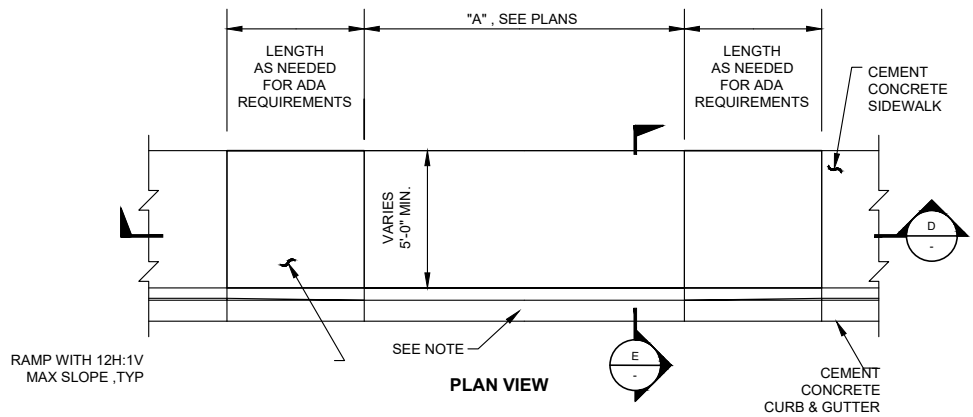 "A" , SEE PLANS
LENGTH
AS NEEDED
FOR ADA
REQUIREMENTS
LENGTH
AS NEEDED
FOR ADA
REQUIREMENTS
CEMENT
CONCRETE
SIDEWALK
VARIES
5'-0" MIN.
D
-
RAMP WITH 12H:1V
MAX SLOPE ,TYP
SEE NOTE
PLAN VIEW
E
-
CEMENT
CONCRETE
CURB & GUTTER